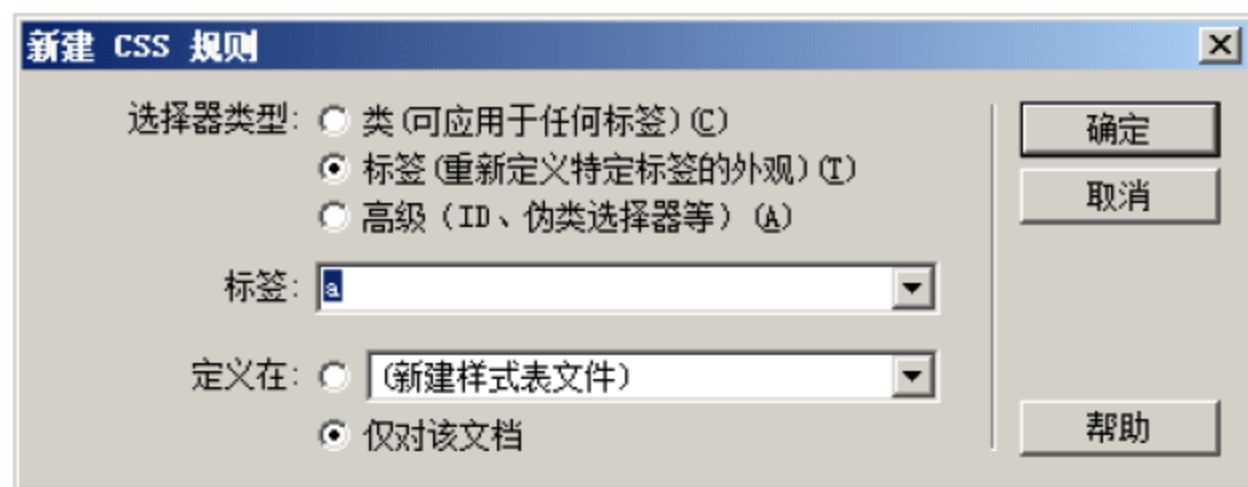 新建 CSS 规则
选择器类型: 类(可应用于任何标签)(C)
标签(重新定义特定标签的外观)(T)
高级（ID、伪类选择器等）(A)
标签: a
定义在: (新建样式表文件)
仅对该文档
确定
取消
帮助